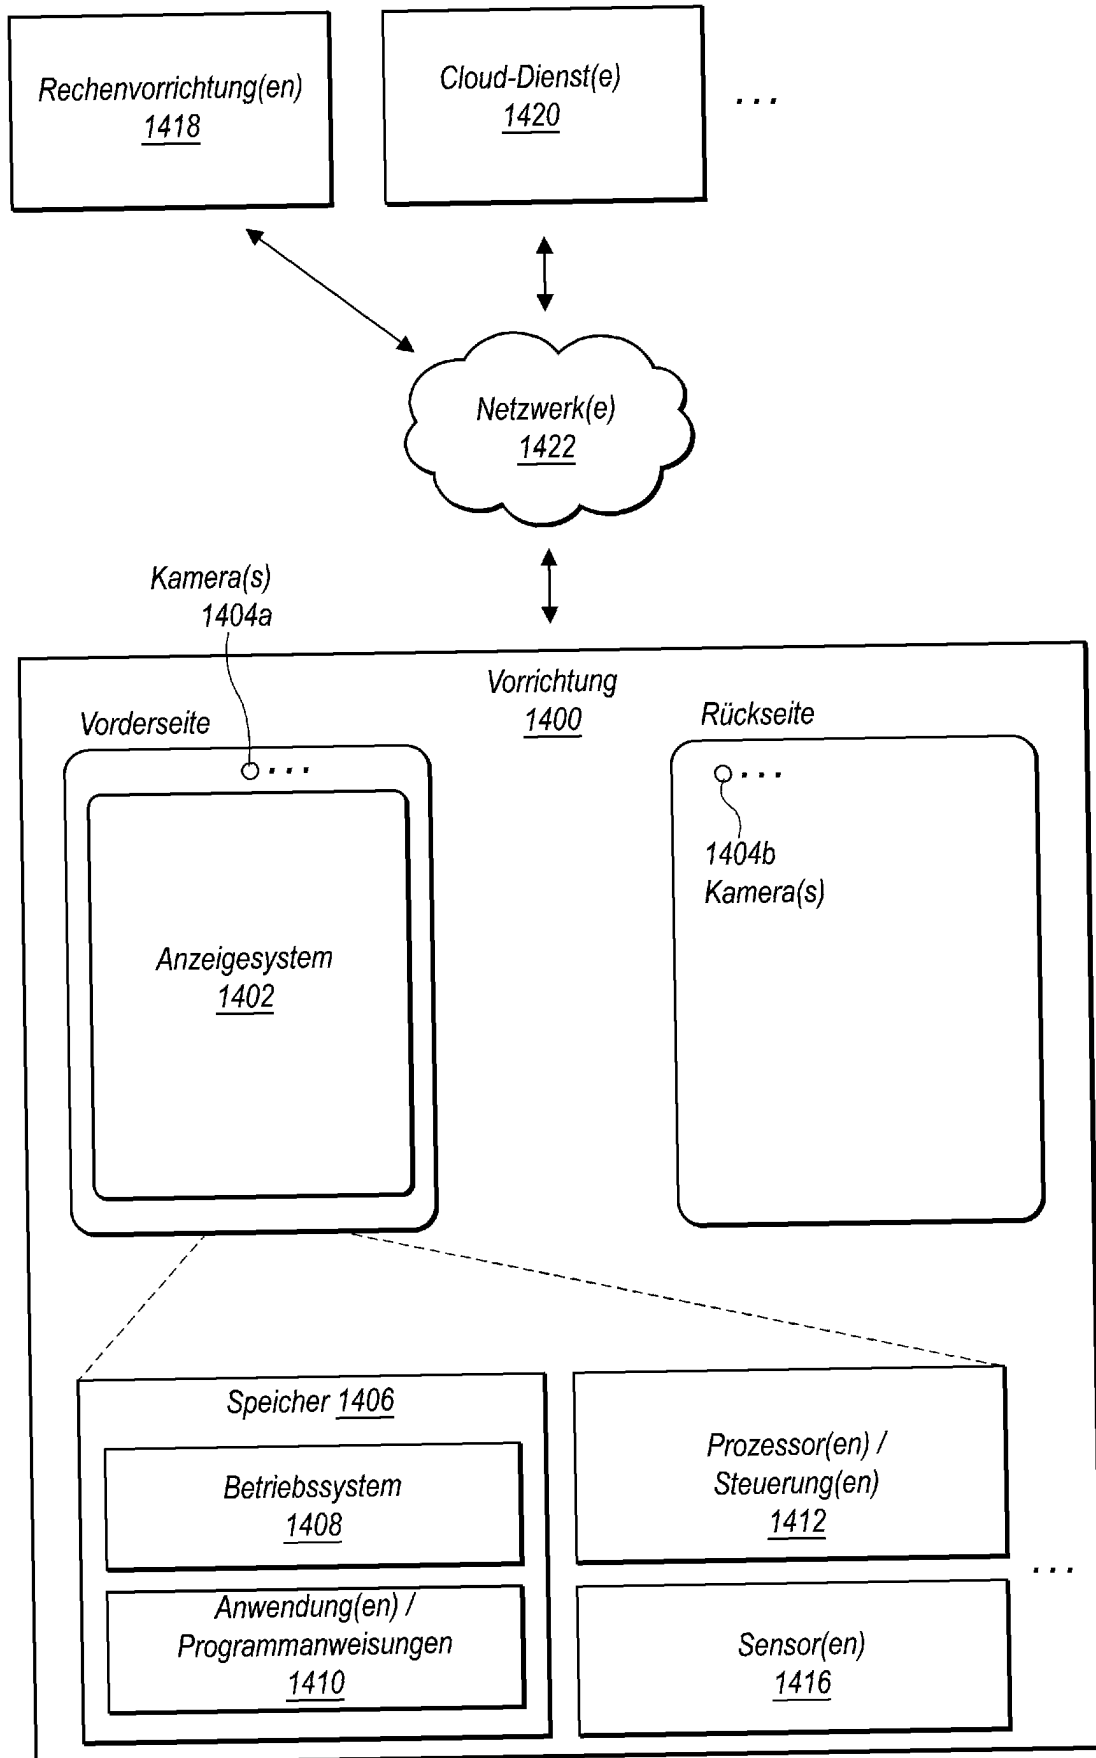 Rechenvorrichtung(en)
1418
Cloud-Dienst(e)
1420
...
Netzwerk(e)
1422
Kamera(s)
1404a
Vorrichtung
1400
Vorderseite
...
Rückseite
...
1404b
Kamera(s)
Anzeigesystem
1402
Speicher 1406
Betriebssystem
1408
Anwendung(en) /
Programmanweisungen
1410
Prozessor(en) /
Steuerung(en)
1412
...
Sensor(en)
1416